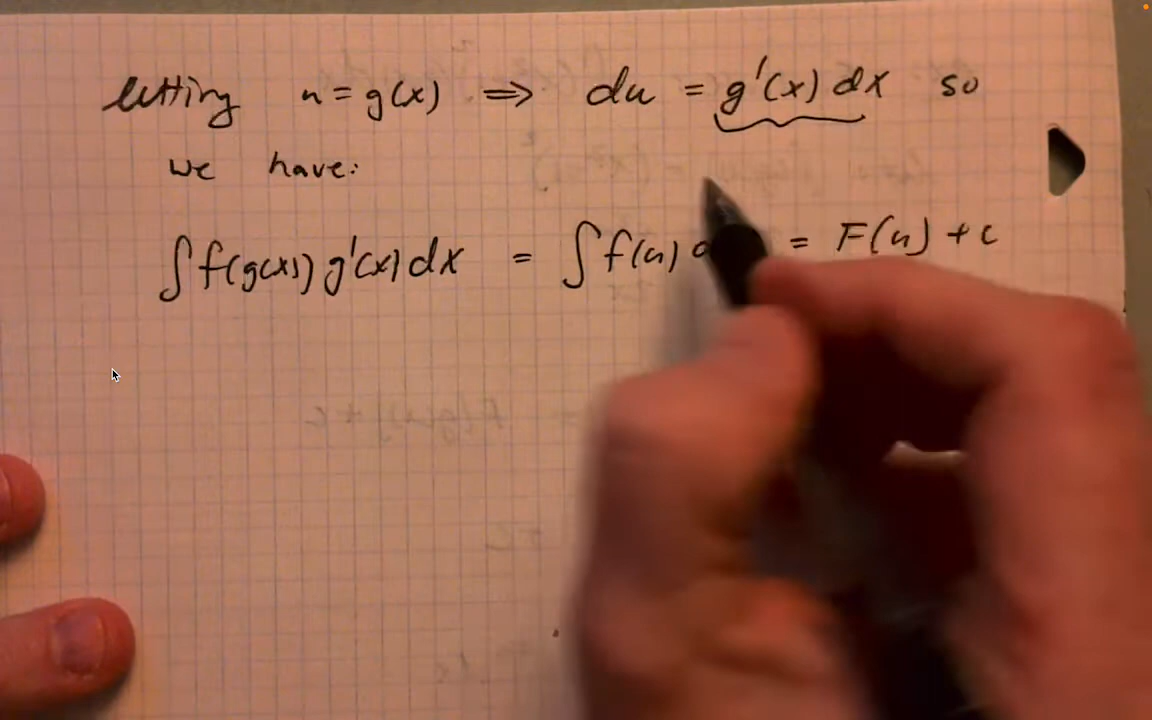 letting u = g(x) ⇒ du = g'(x) dx so
we have:
∫f(g(x)) g'(x) dx = ∫f(u) = F(u) + c